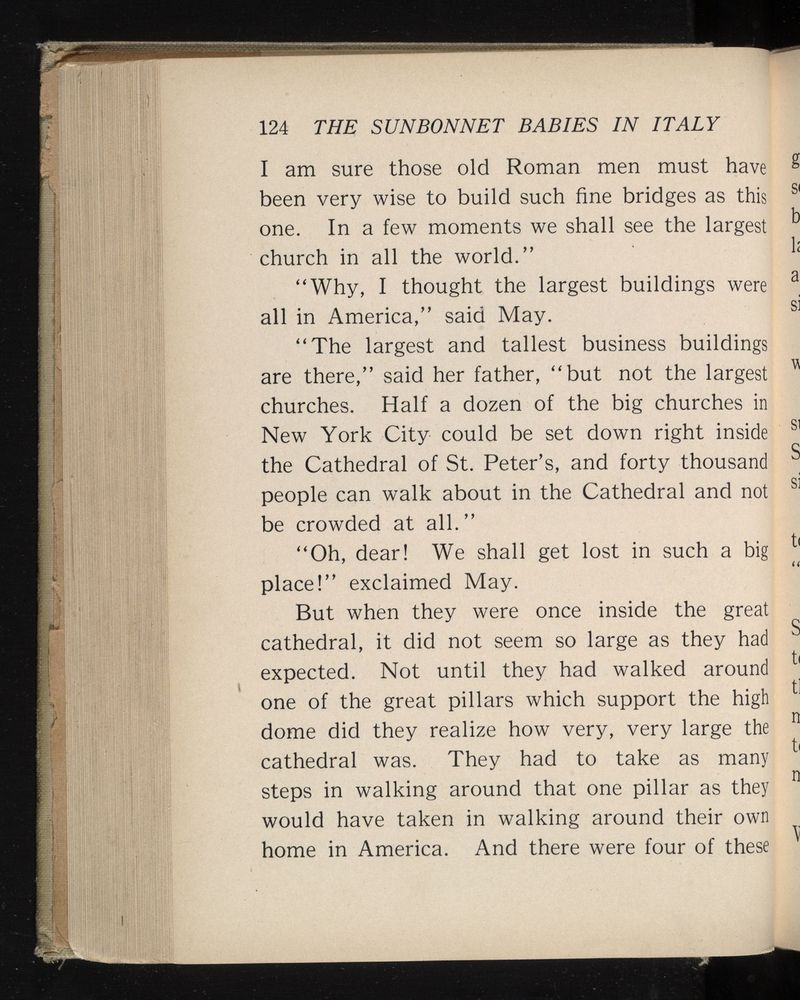 124 THE SUNBONNET BABIES IN ITALY
I am sure those old Roman men must have
been very wise to build such fine bridges as this
one. In a few moments we shall see the largest
church in all the world.”
“Why, I thought the largest buildings were
all in America,” said May.
“The largest and tallest business buildings
are there,” said her father, “but not the largest
churches. Half a dozen of the big churches in
New York City could be set down right inside
the Cathedral of St. Peter’s, and forty thousand
people can walk about in the Cathedral and not
be crowded at all.”
“Oh, dear! We shall get lost in such a big
place!” exclaimed May.
But when they were once inside the great
cathedral, it did not seem so large as they had
expected. Not until they had walked around
one of the great pillars which support the high
dome did they realize how very, very large the
cathedral was. They had to take as many
steps in walking around that one pillar as they
would have taken in walking around their own
home in America. And there were four of these